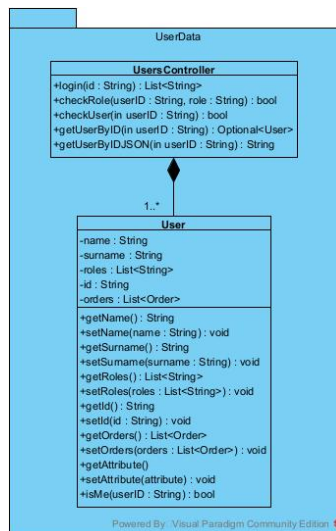 UserData
UsersController
+login(id : String) : List<String>
+checkRole(userID : String, role : String) : bool
+checkUser(in userID : String) : bool
+getUserByID(in userID : String) : Optional<User>
+getUserByIDJSON(in userID : String) : String
1..*
User
-name : String
-surname : String
-roles : List<String>
-id : String
-orders : List<Order>
+getName() : String
+setName(name : String) : void
+getSurname() : String
+setSurname(surname : String) : void
+getRoles() : List<String>
+setRoles(roles : List<String>) : void
+getId() : String
+setId(id : String) : void
+getOrders() : List<Order>
+setOrders(orders : List<Order>) : void
+getAttribute()
+setAttribute(attribute) : void
+isMe(userID : String) : bool
Powered By Visual Paradigm Community Edition